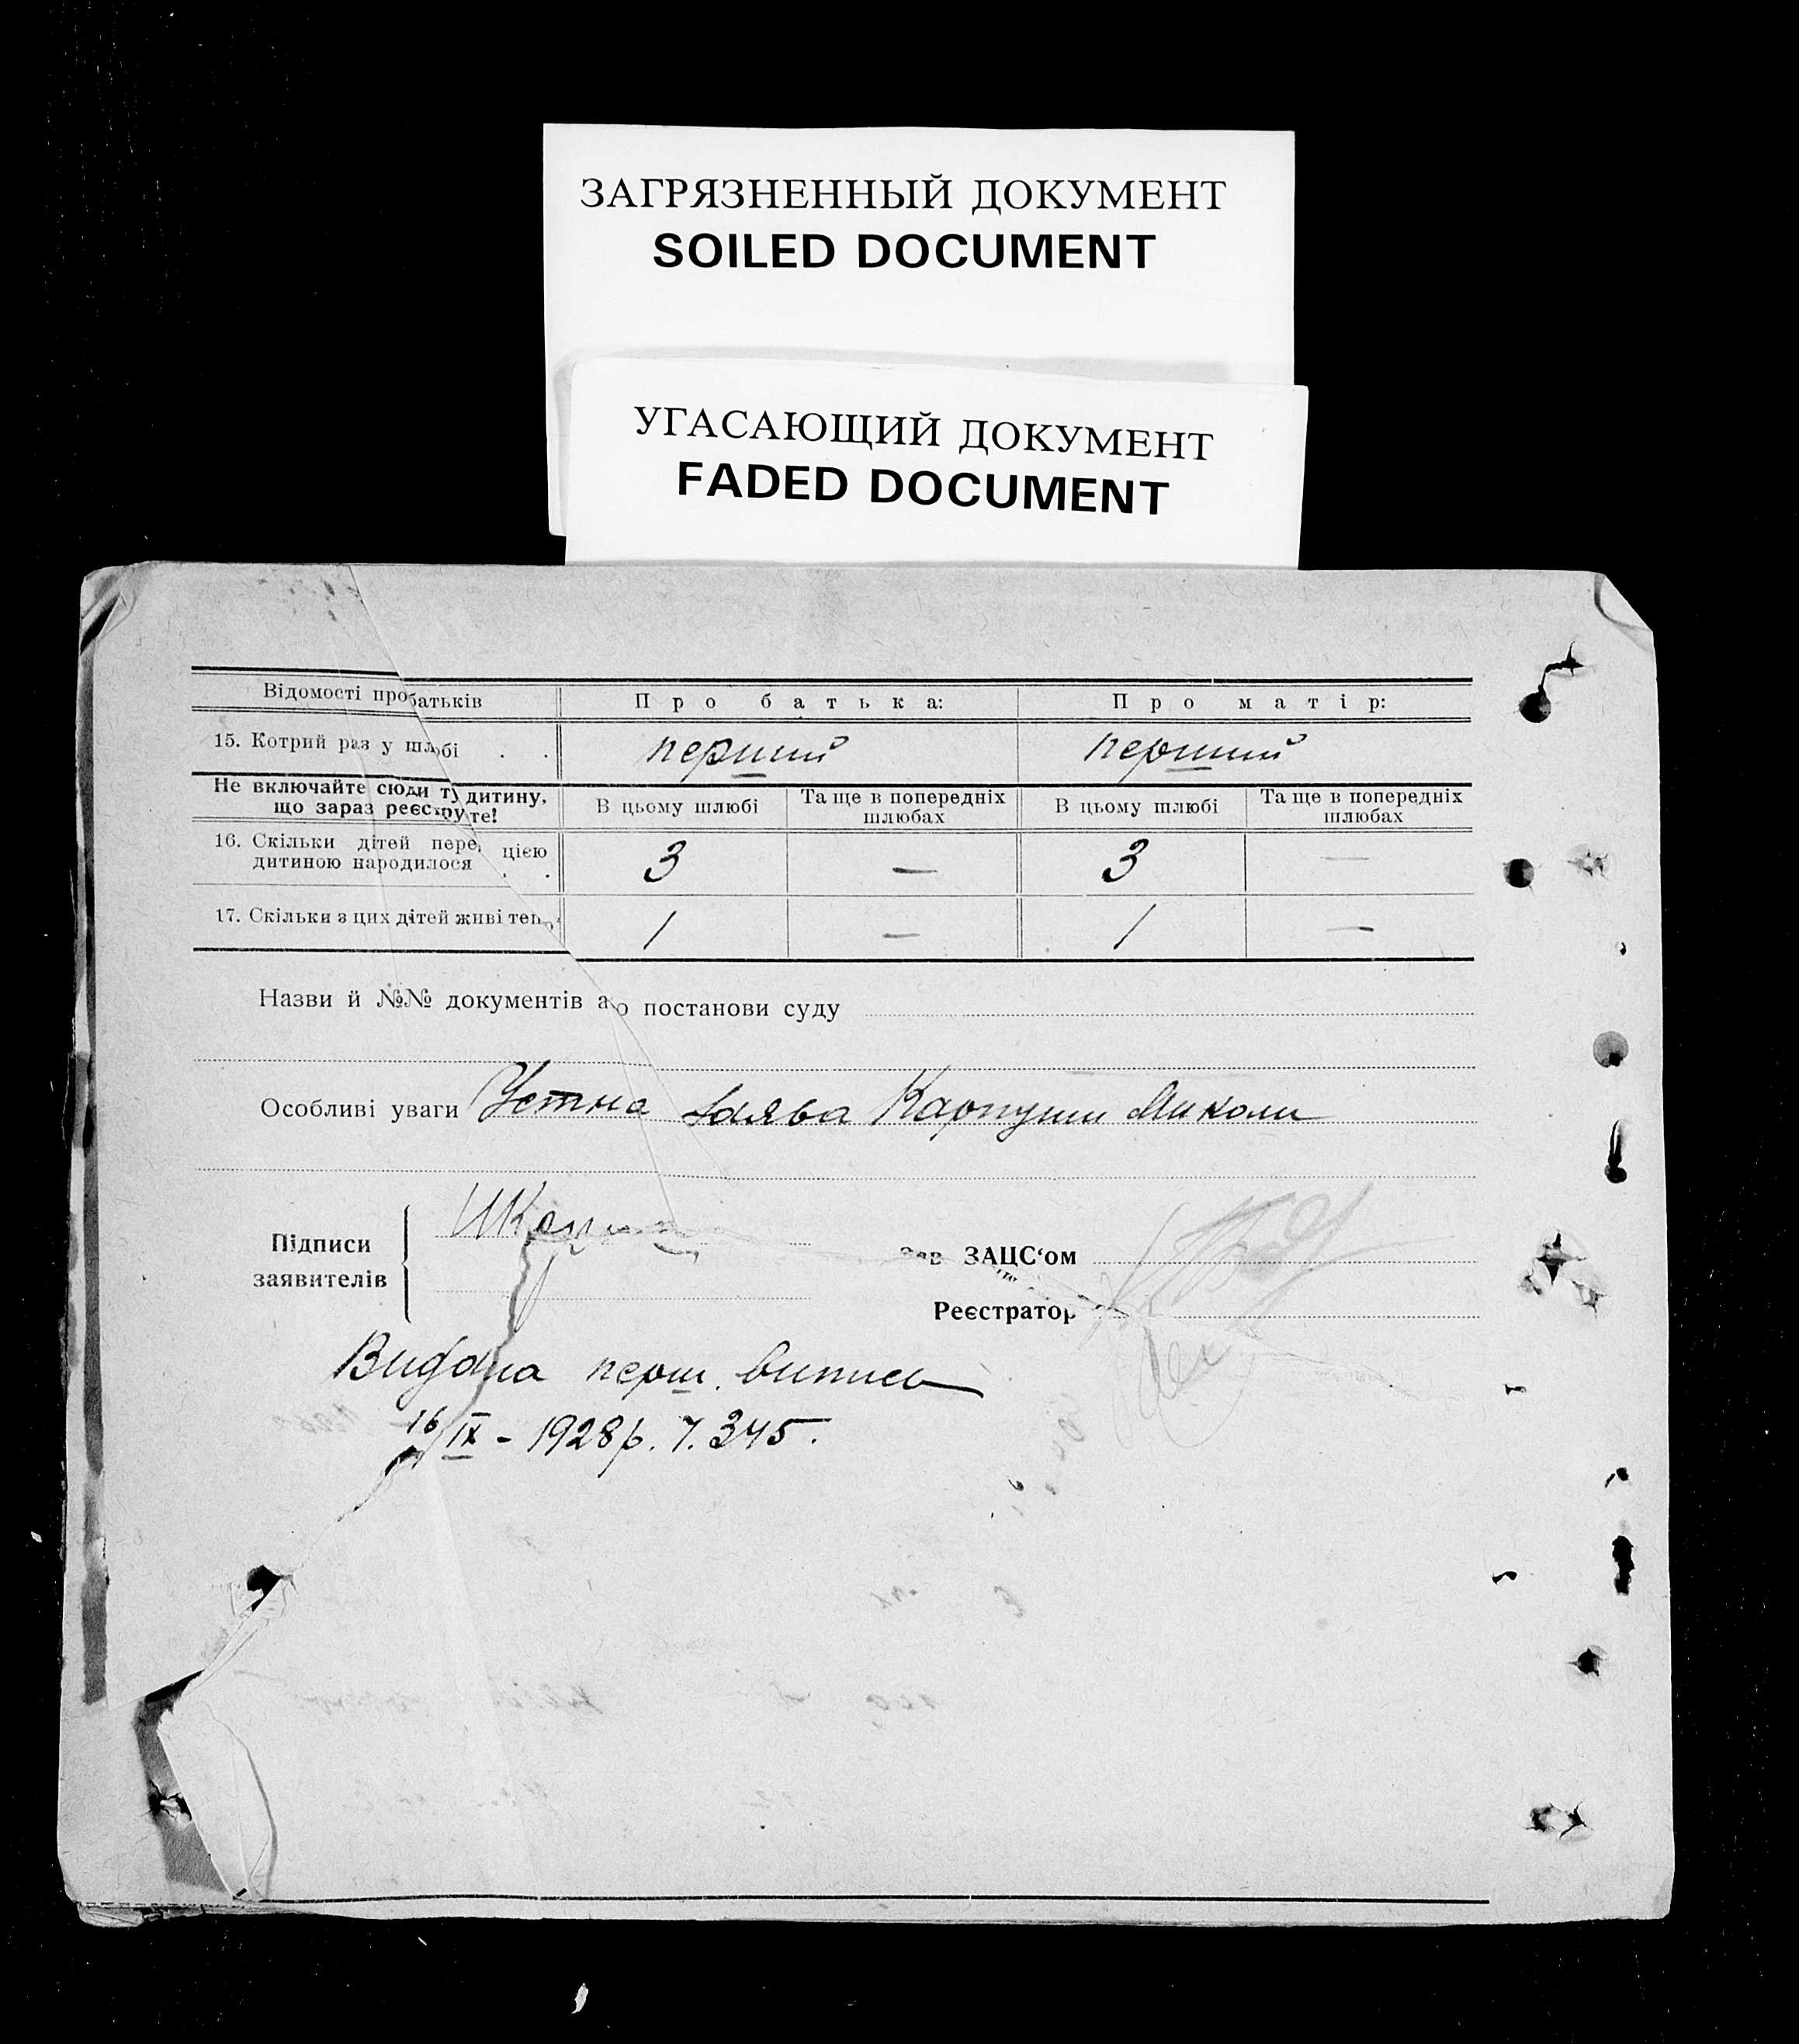 ЗАГРЯЗНЕННЫЙ ДОКУМЕНТ
SOILED DOCUMENT
УГАСАЮЩИЙ ДОКУМЕНТ
FADED DOCUMENT
Відомості про батьків Про батька: Про матір:
15. Котрий раз у шлюбі . . перший перший
Не включайте сюди ту дитину, що зараз реєструєте!
В цьому шлюбі Та ще в попередніх шлюбах В цьому шлюбі Та ще в попередніх шлюбах
16. Скільки дітей перед цією
дитиною народилося . . 3 — 3 —
17. Скільки з цих дітей живі тепер 1 — 1 —
Назви й №№ документів або постанови суду
Особливі уваги Устна заява Карпуши Миколи
Підписи
заявителів
Зав ЗАЦС‘ом
Реєстратор
Видана перш. витись
16/IX - 1928 р. ч. 345.